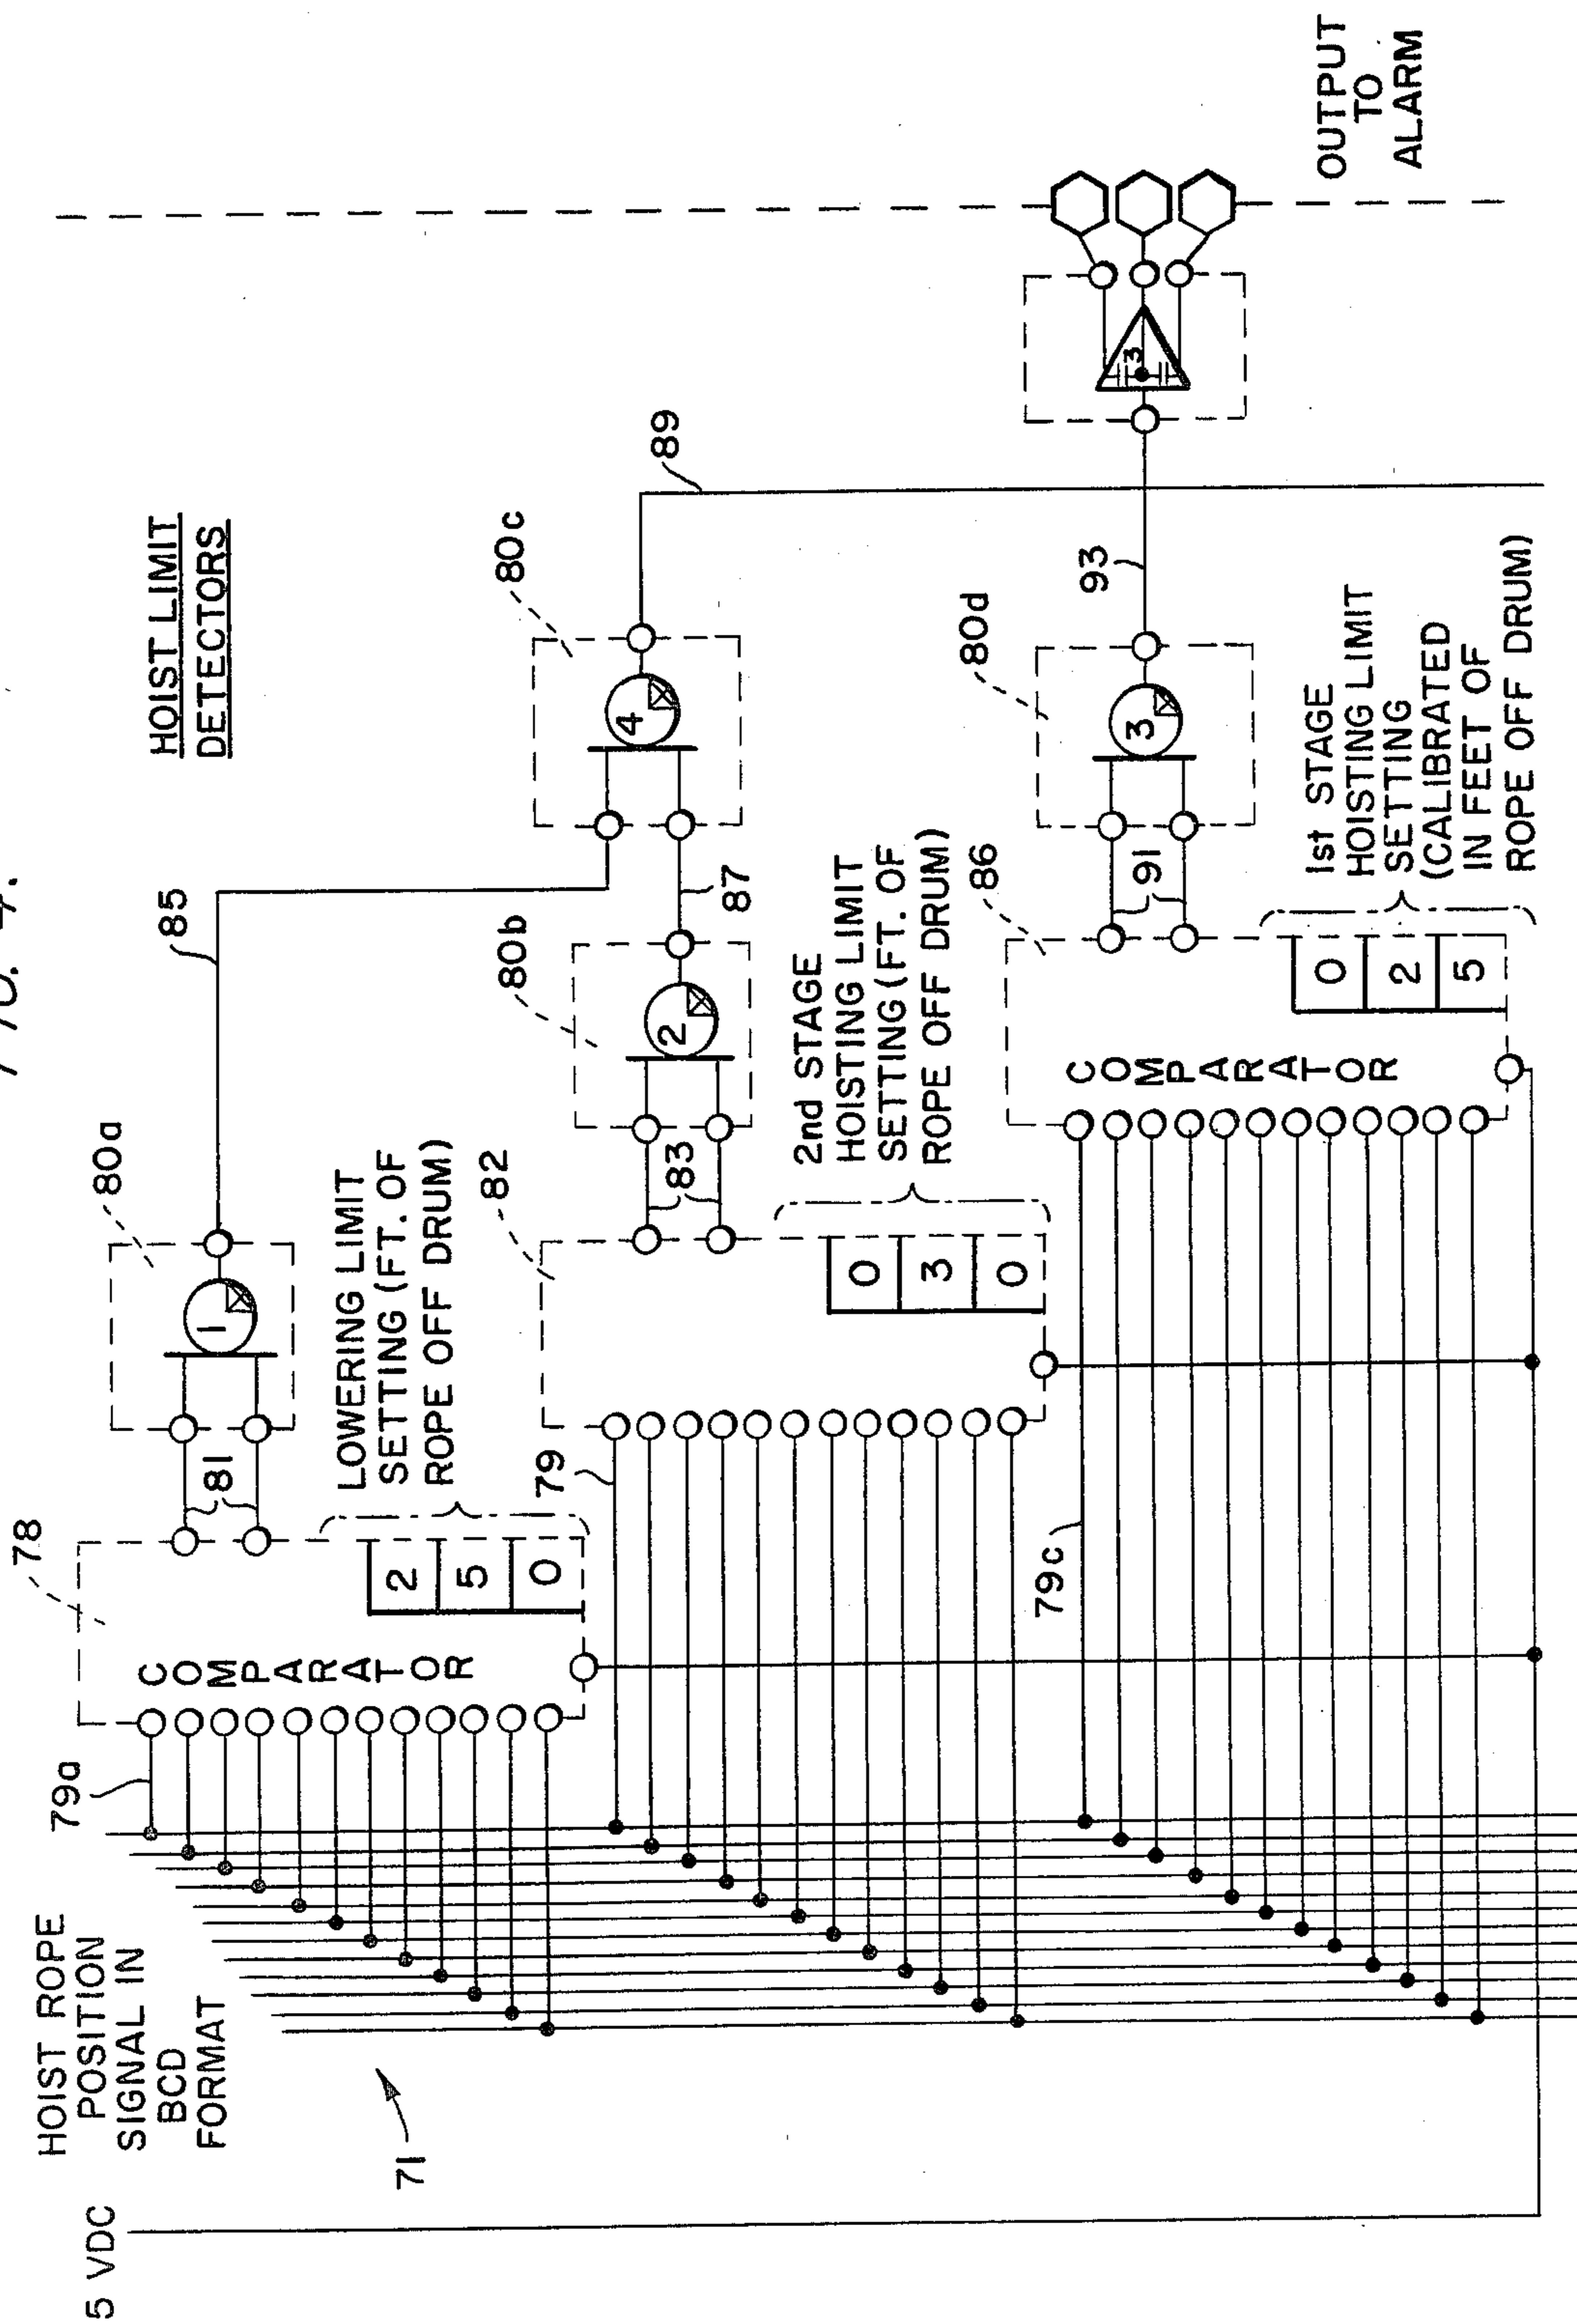 FIG. 4.
HOIST LIMIT
DETECTORS
5 VDC
HOIST ROPE
POSITION
SIGNAL IN
BCD
FORMAT
71
79a
78
COMPARATOR
2 5 0
81
80a
1
85
LOWERING LIMIT
SETTING (FT. OF
ROPE OFF DRUM)
79
82
0 3 0
83
80b
2
87
80c
4
89
2nd STAGE
HOISTING LIMIT
SETTING (FT. OF
ROPE OFF DRUM)
79c
86
COMPARATOR
0 2 5
91
80d
3
93
1st STAGE
HOISTING LIMIT
SETTING
(CALIBRATED
IN FEET OF
ROPE OFF DRUM)
3
OUTPUT
TO
ALARM